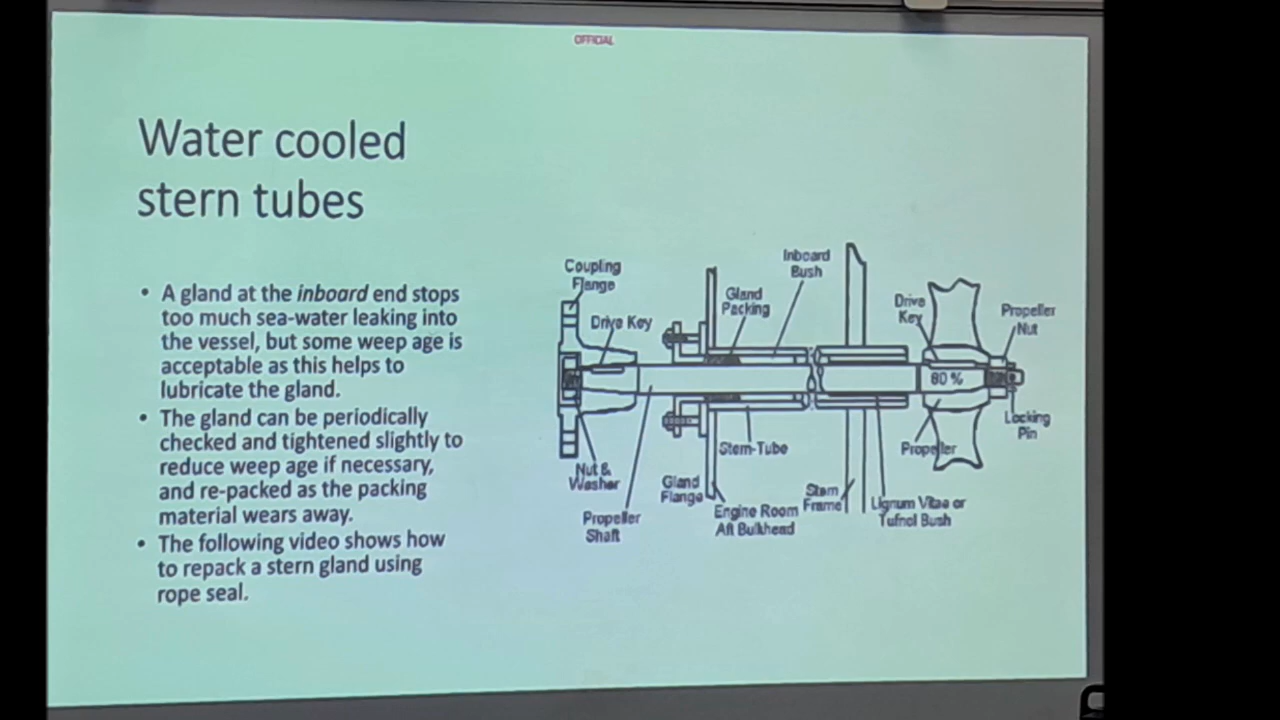 OFFICIAL
Water cooled
stern tubes
• A gland at the inboard end stops
too much sea-water leaking into
the vessel, but some weep age is
acceptable as this helps to
lubricate the gland.
• The gland can be periodically
checked and tightened slightly to
reduce weep age if necessary,
and re-packed as the packing
material wears away.
• The following video shows how
to repack a stern gland using
rope seal.
Coupling
Flange
Drive Key
Gland
Packing
Inboard
Bush
Drive
Key
Propeller
Nut
80 %
Locking
Pin
Propeller
Stern-Tube
Nut &
Washer
Gland
Flange
Propeller
Shaft
Engine Room
Aft Bulkhead
Stern
Frame
Lignum Vitae or
Tufnol Bush